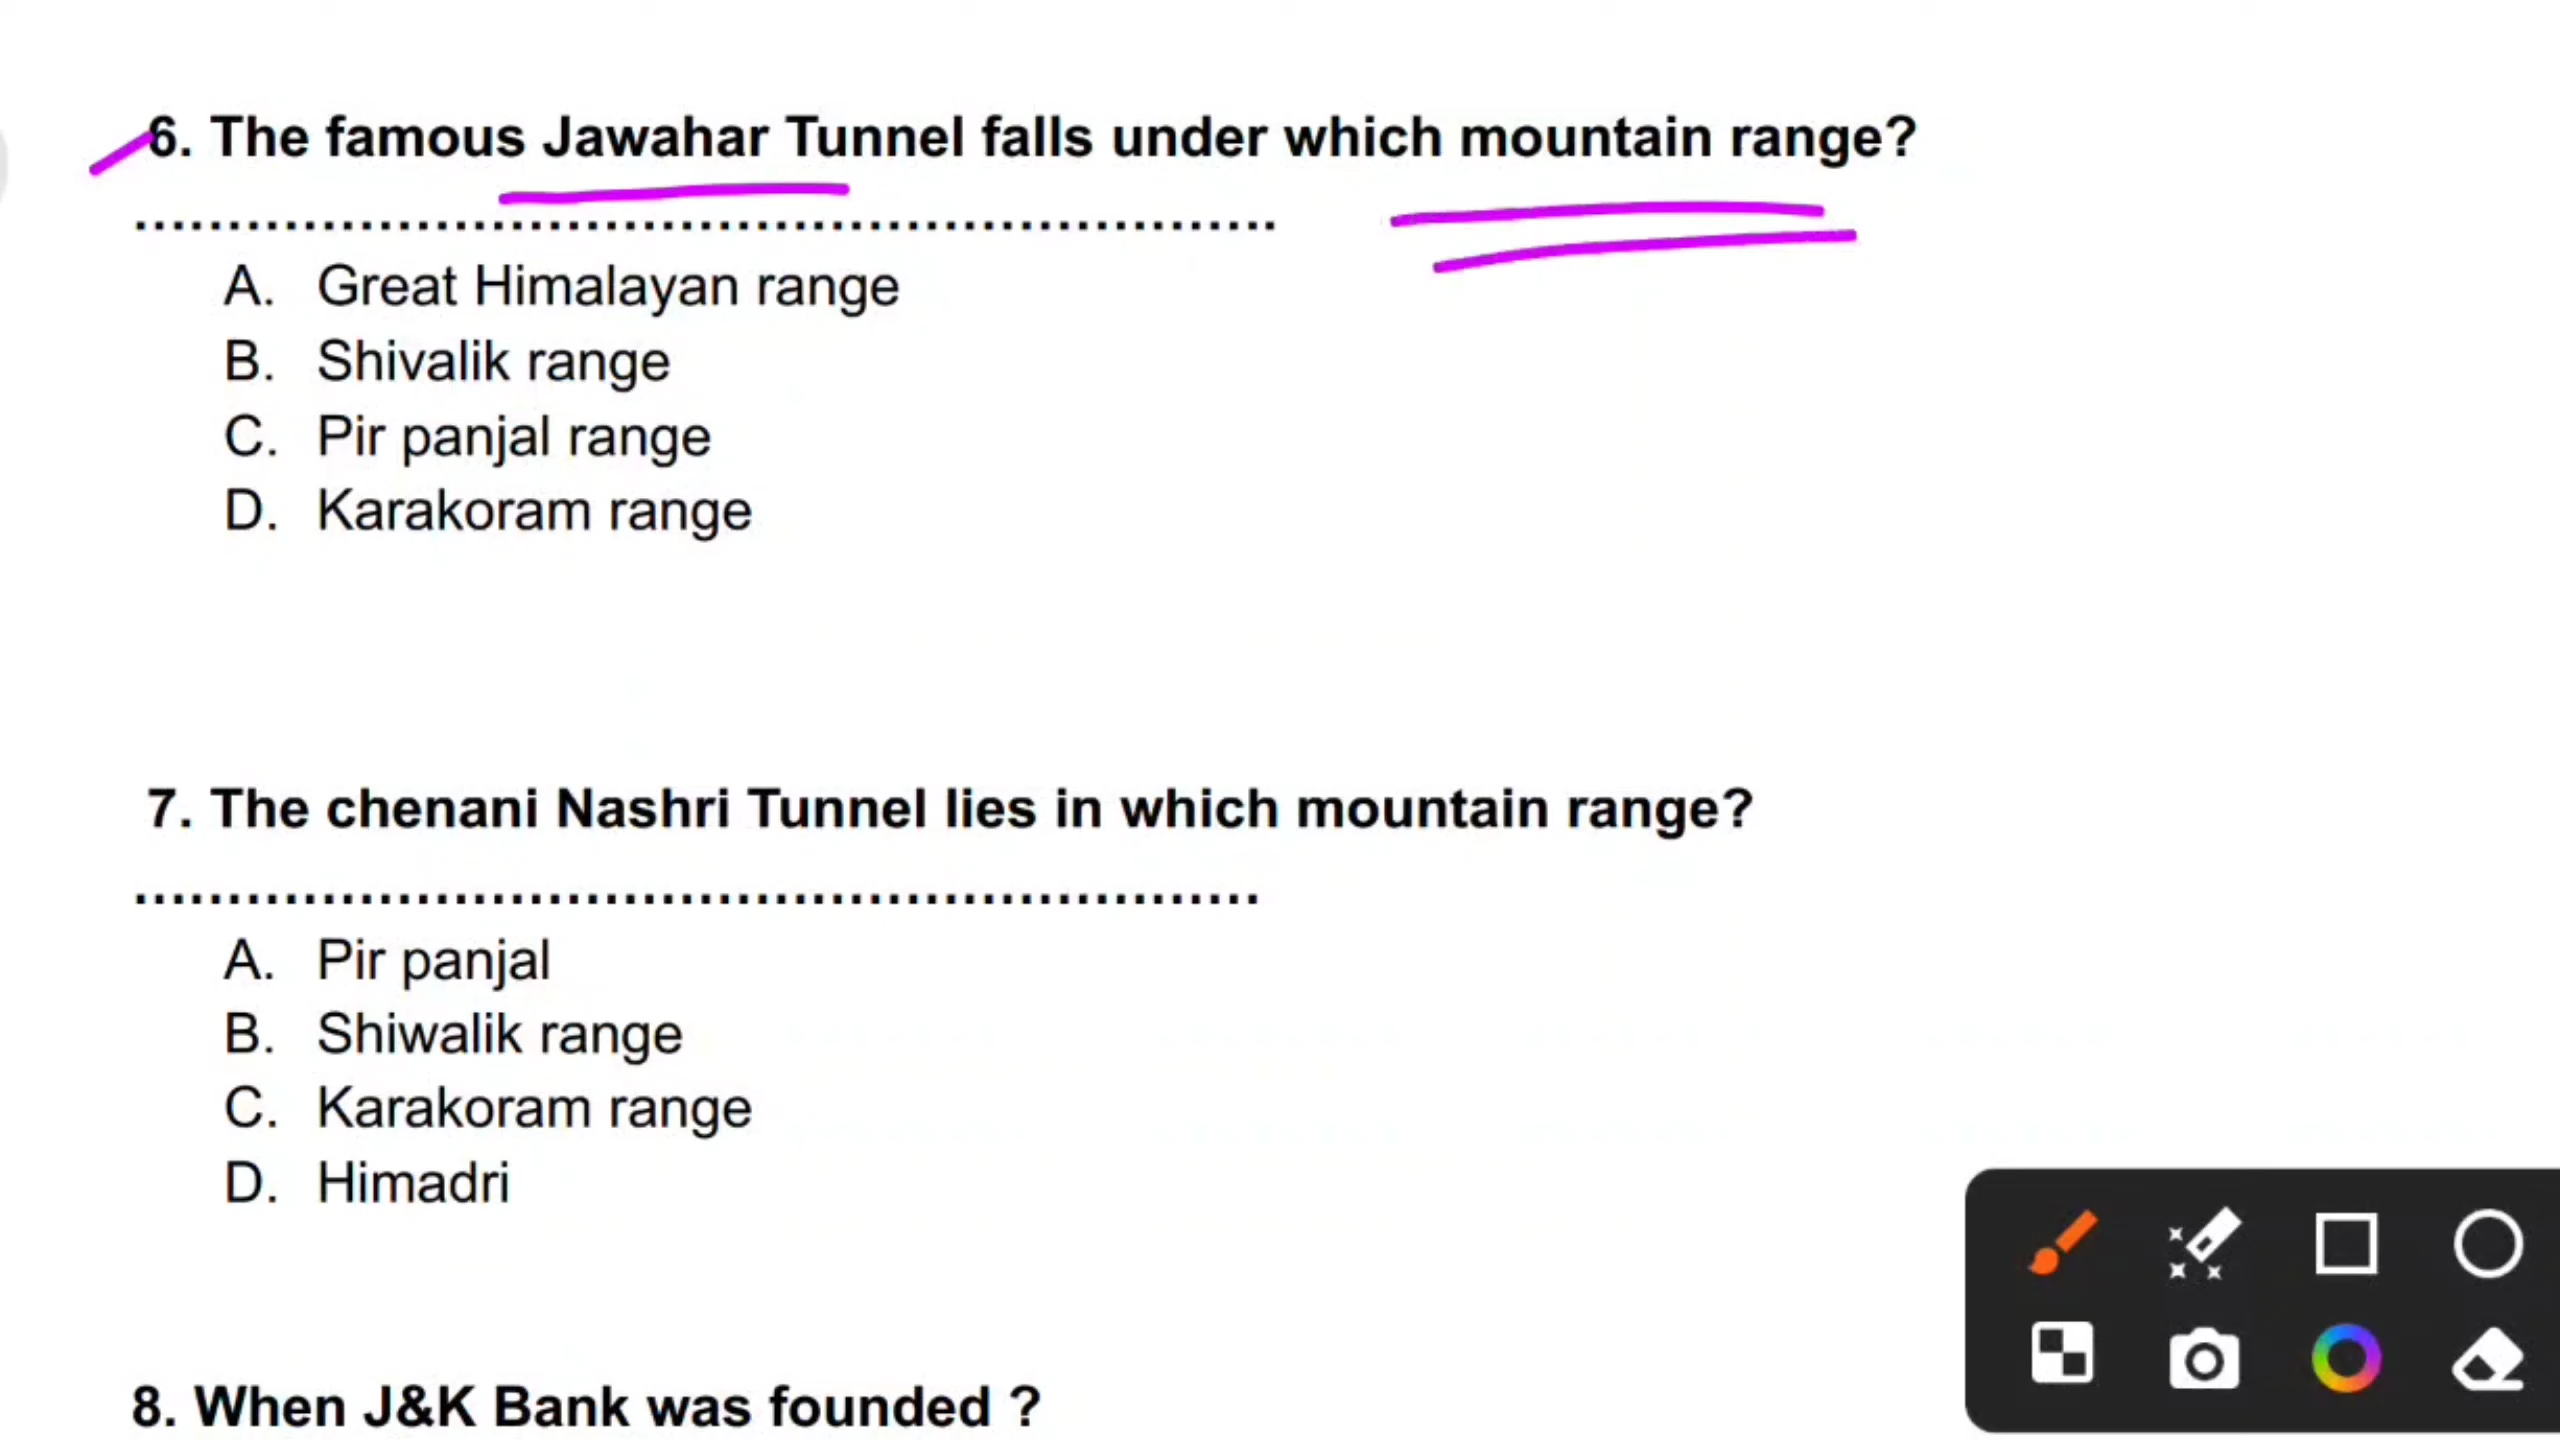 6. The famous Jawahar Tunnel falls under which mountain range?
.............................................................
A. Great Himalayan range
B. Shivalik range
C. Pir panjal range
D. Karakoram range
7. The chenani Nashri Tunnel lies in which mountain range?
............................................................
A. Pir panjal
B. Shiwalik range
C. Karakoram range
D. Himadri
8. When J&K Bank was founded ?